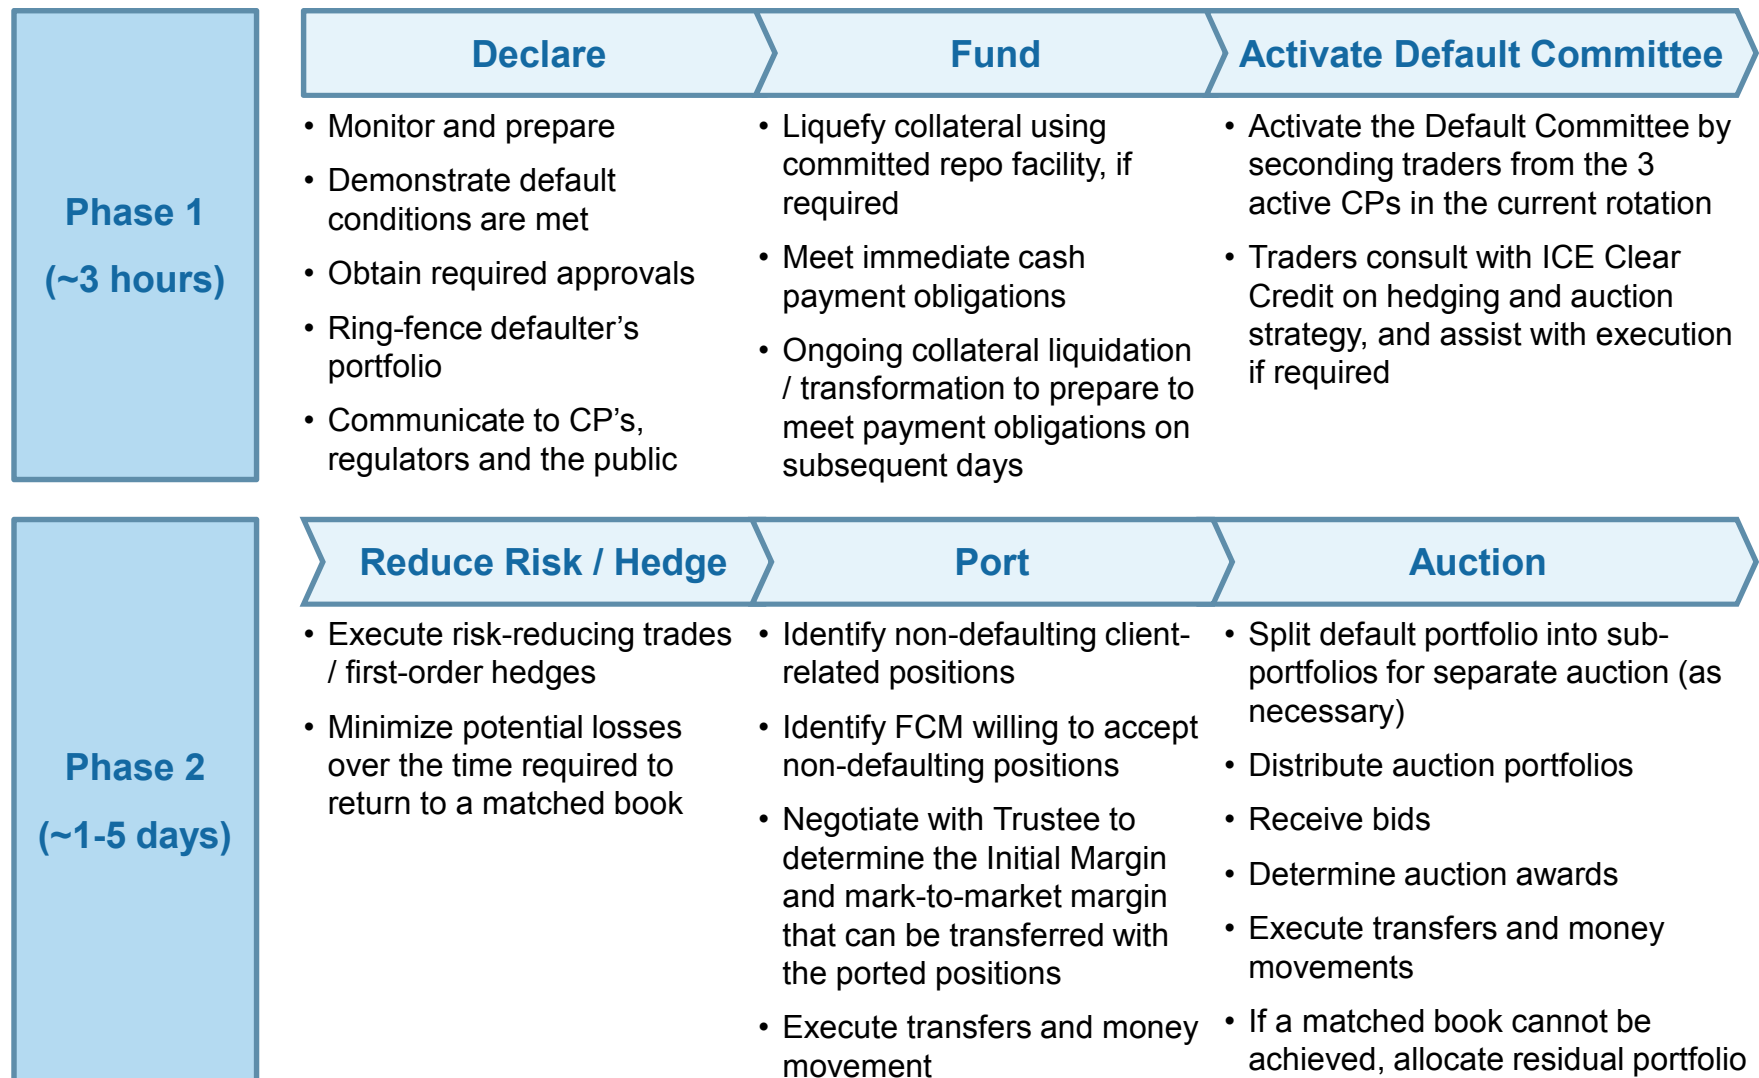 Phase 1
(~3 hours)
Declare
• Monitor and prepare
• Demonstrate default
conditions are met
• Obtain required approvals
• Ring-fence defaulter's
portfolio
• Communicate to CP's,
regulators and the public
Fund
• Liquefy collateral using
committed repo facility, if
required
• Meet immediate cash
payment obligations
• Ongoing collateral liquidation
/ transformation to prepare to
meet payment obligations on
subsequent days
Activate Default Committee
• Activate the Default Committee by
seconding traders from the 3
active CPs in the current rotation
• Traders consult with ICE Clear
Credit on hedging and auction
strategy, and assist with execution
if required
Phase 2
(~1-5 days)
Reduce Risk / Hedge
• Execute risk-reducing trades
/ first-order hedges
• Minimize potential losses
over the time required to
return to a matched book
Port
• Identify non-defaulting client-
related positions
• Identify FCM willing to accept
non-defaulting positions
• Negotiate with Trustee to
determine the Initial Margin
and mark-to-market margin
that can be transferred with
the ported positions
• Execute transfers and money
movement
Auction
• Split default portfolio into sub-
portfolios for separate auction (as
necessary)
• Distribute auction portfolios
• Receive bids
• Determine auction awards
• Execute transfers and money
movements
• If a matched book cannot be
achieved, allocate residual portfolio